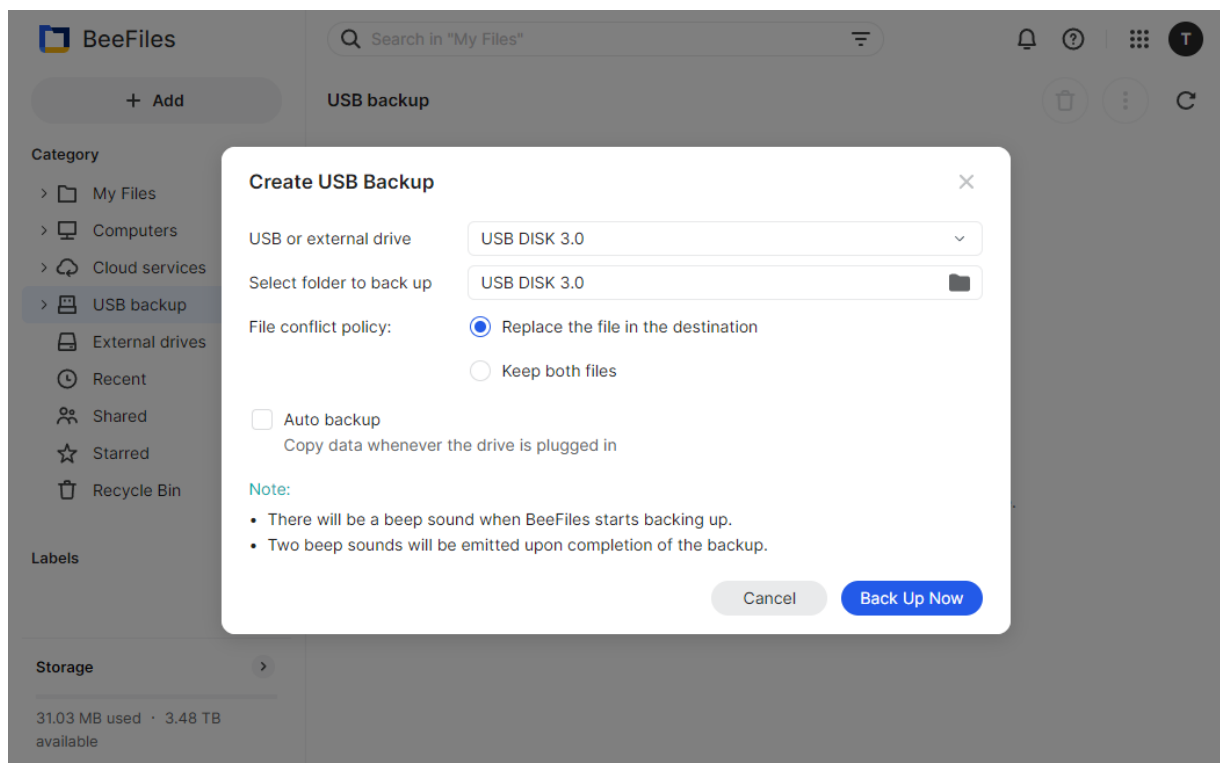 BeeFiles
Search in "My Files"
T
+ Add
USB backup
Category
My Files
Computers
Cloud services
USB backup
External drives
Recent
Shared
Starred
Recycle Bin
Labels
Storage
31.03 MB used · 3.48 TB
available
Create USB Backup
USB or external drive
USB DISK 3.0
Select folder to back up
USB DISK 3.0
File conflict policy:
Replace the file in the destination
Keep both files
Auto backup
Copy data whenever the drive is plugged in
Note:
• There will be a beep sound when BeeFiles starts backing up.
• Two beep sounds will be emitted upon completion of the backup.
Cancel
Back Up Now